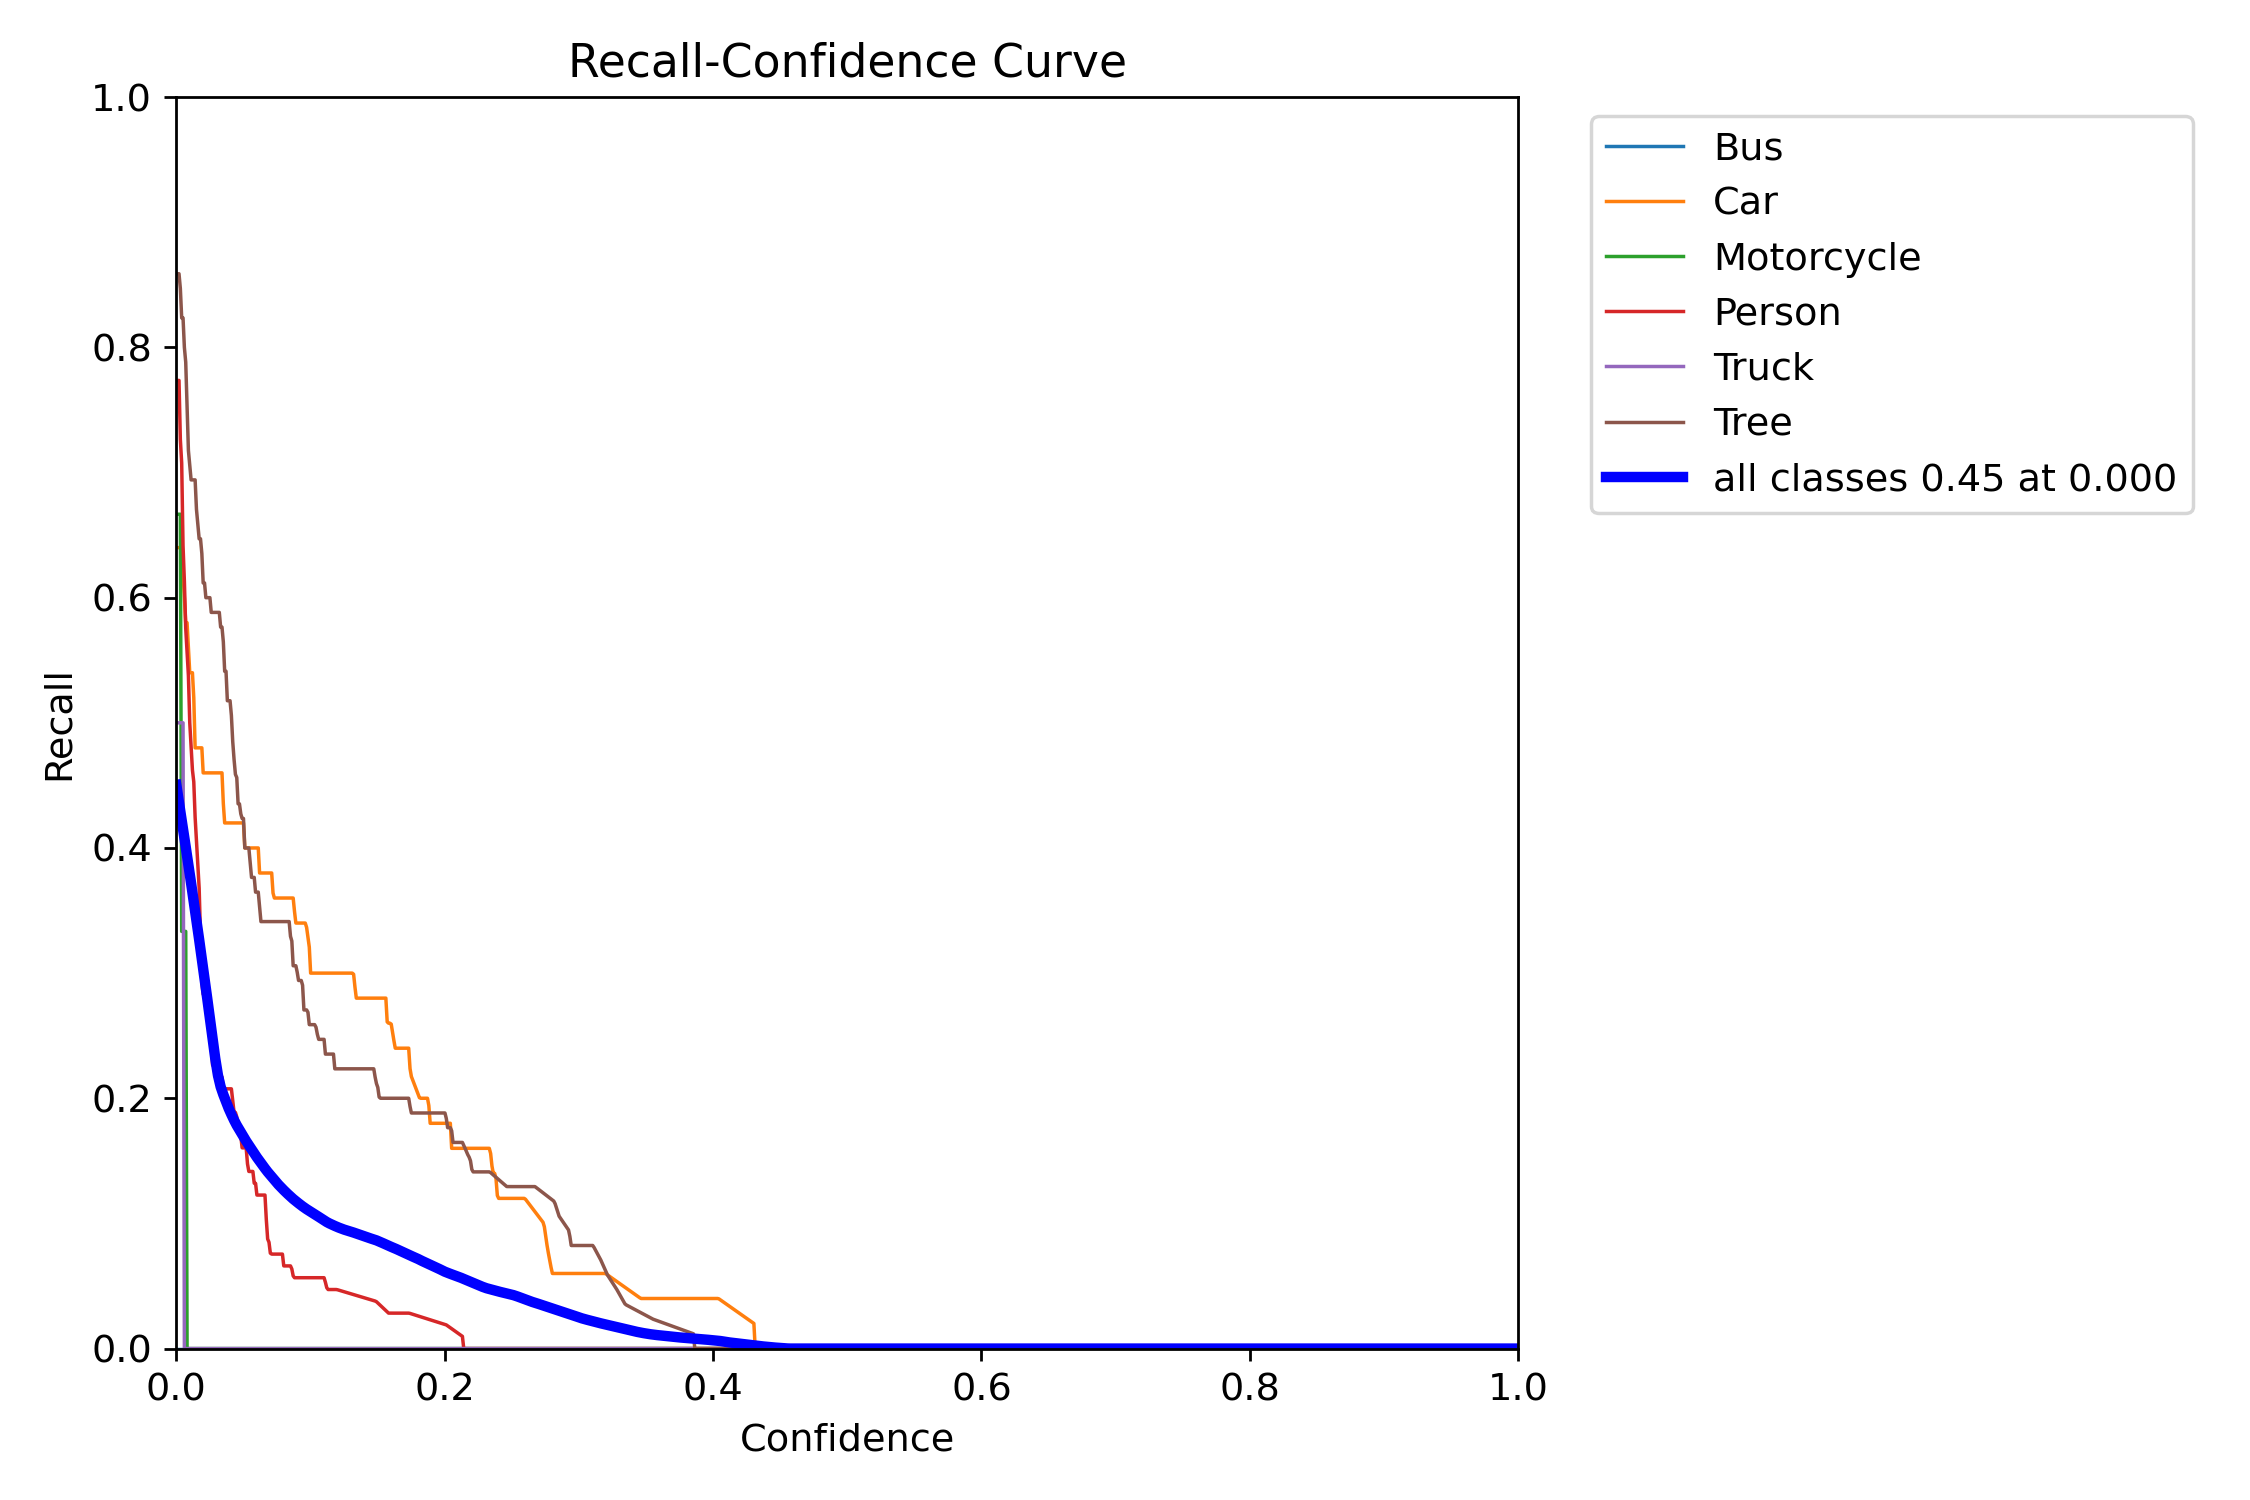 Recall-Confidence Curve
1.0
0.8
0.6
0.4
0.2
0.0
Recall
0.0 0.2 0.4 0.6 0.8 1.0
Confidence
Bus
Car
Motorcycle
Person
Truck
Tree
all classes 0.45 at 0.000